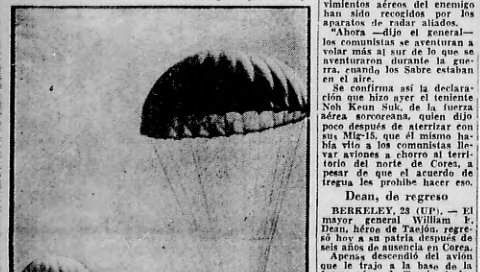 vimientos aéreos del enemigo
han sido recogidos por los
aparatos de radar aliados.
"Ahora —dijo el general—
los comunistas se aventuran a
volar más al sur de lo que se
aventuraron durante la gue-
rra, cuando los Sabre estaban
en el aire.
Se confirma así la declara-
ción que hizo ayer el teniente
Noh Keun Suk, de la fuerza
aérea sorcoreana, quien dijo
poco después de aterrizar con
sus Mig-15, que él mismo ha-
bía vito a los comunistas lle-
var aviones a chorro al terri-
torio del norte de Corea, a
pesar de que el acuerdo de
tregua les prohibe hacer eso.
Dean, de regreso
BERKELEY, 23 (UP). — El
mayor general William F.
Dean, héroe de Taejón, regre-
só hoy a su patria después de
seis años de ausencia en Corea.
Apenas descendió del avión
que le trajo a la base de la